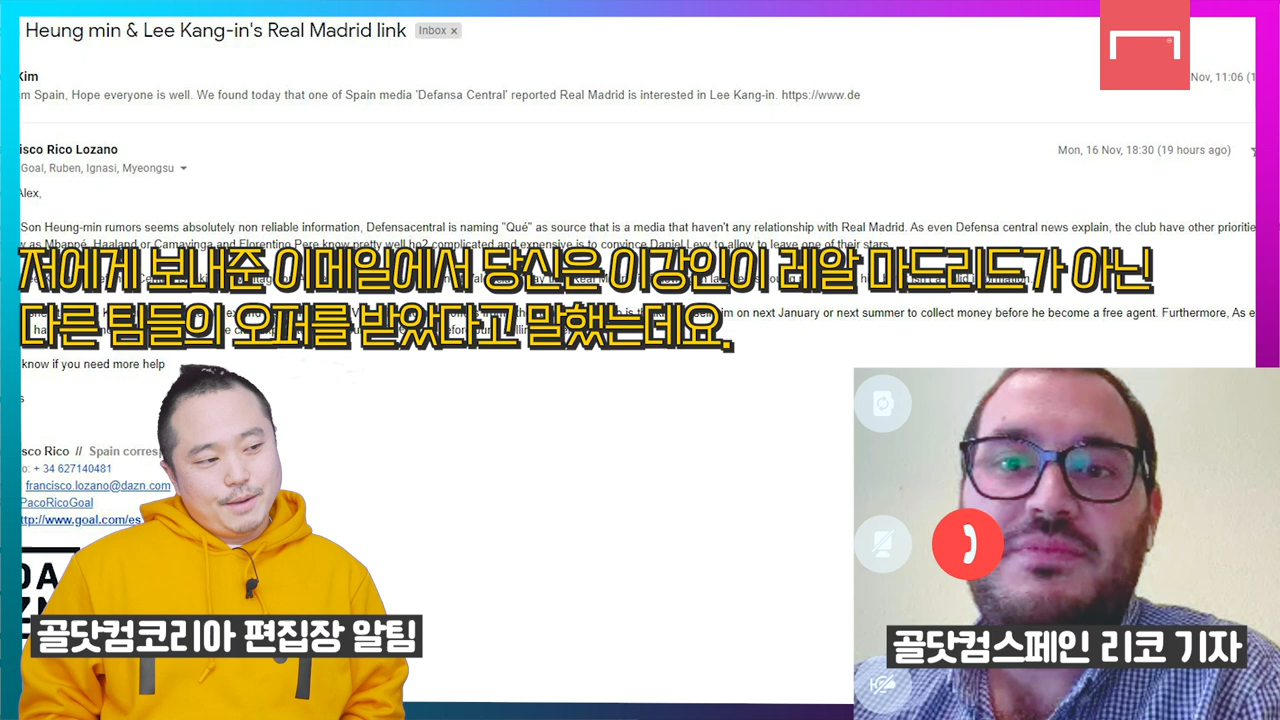 Heung min & Lee Kang-in's Real Madrid link Inbox x
Kim Nov, 11:06
m Spain, Hope everyone is well. We found today that one of Spain media 'Defansa Central' reported Real Madrid is interested in Lee Kang-in. https://www.de
isco Rico Lozano Mon, 16 Nov, 18:30 (19 hours ago)
Goal, Ruben, Ignasi, Myeongsu
Alex,
Son Heung-min rumors seems absolutely non reliable information, Defensacentral is naming "Qué" as source that is a media that haven't any relationship with Real Madrid. As even Defensa central news explain, the club have other prioritie
as Mbappé, Haaland or Camavinga and Florentino Pere know pretty well ho2 complicated and expensive is to convince Daniel Levy to allow to leave one of their stars
저에게 보내준 이메일에서 당신은 이강인이 레알 마드리드가 아닌
im on next January or next summer to collect money before he become a free agent. Furthermore, As e
다른 팀들의 오퍼를 받았다고 말했는데요.
know if you need more help
sco Rico // Spain corresp
+ 34 627140481
francisco.lozano@dazn.com
PacoRicoGoal
ttp://www.goal.com/es
DA
ZN
골닷컴코리아 편집장 알팀
골닷컴스페인 리코 기자